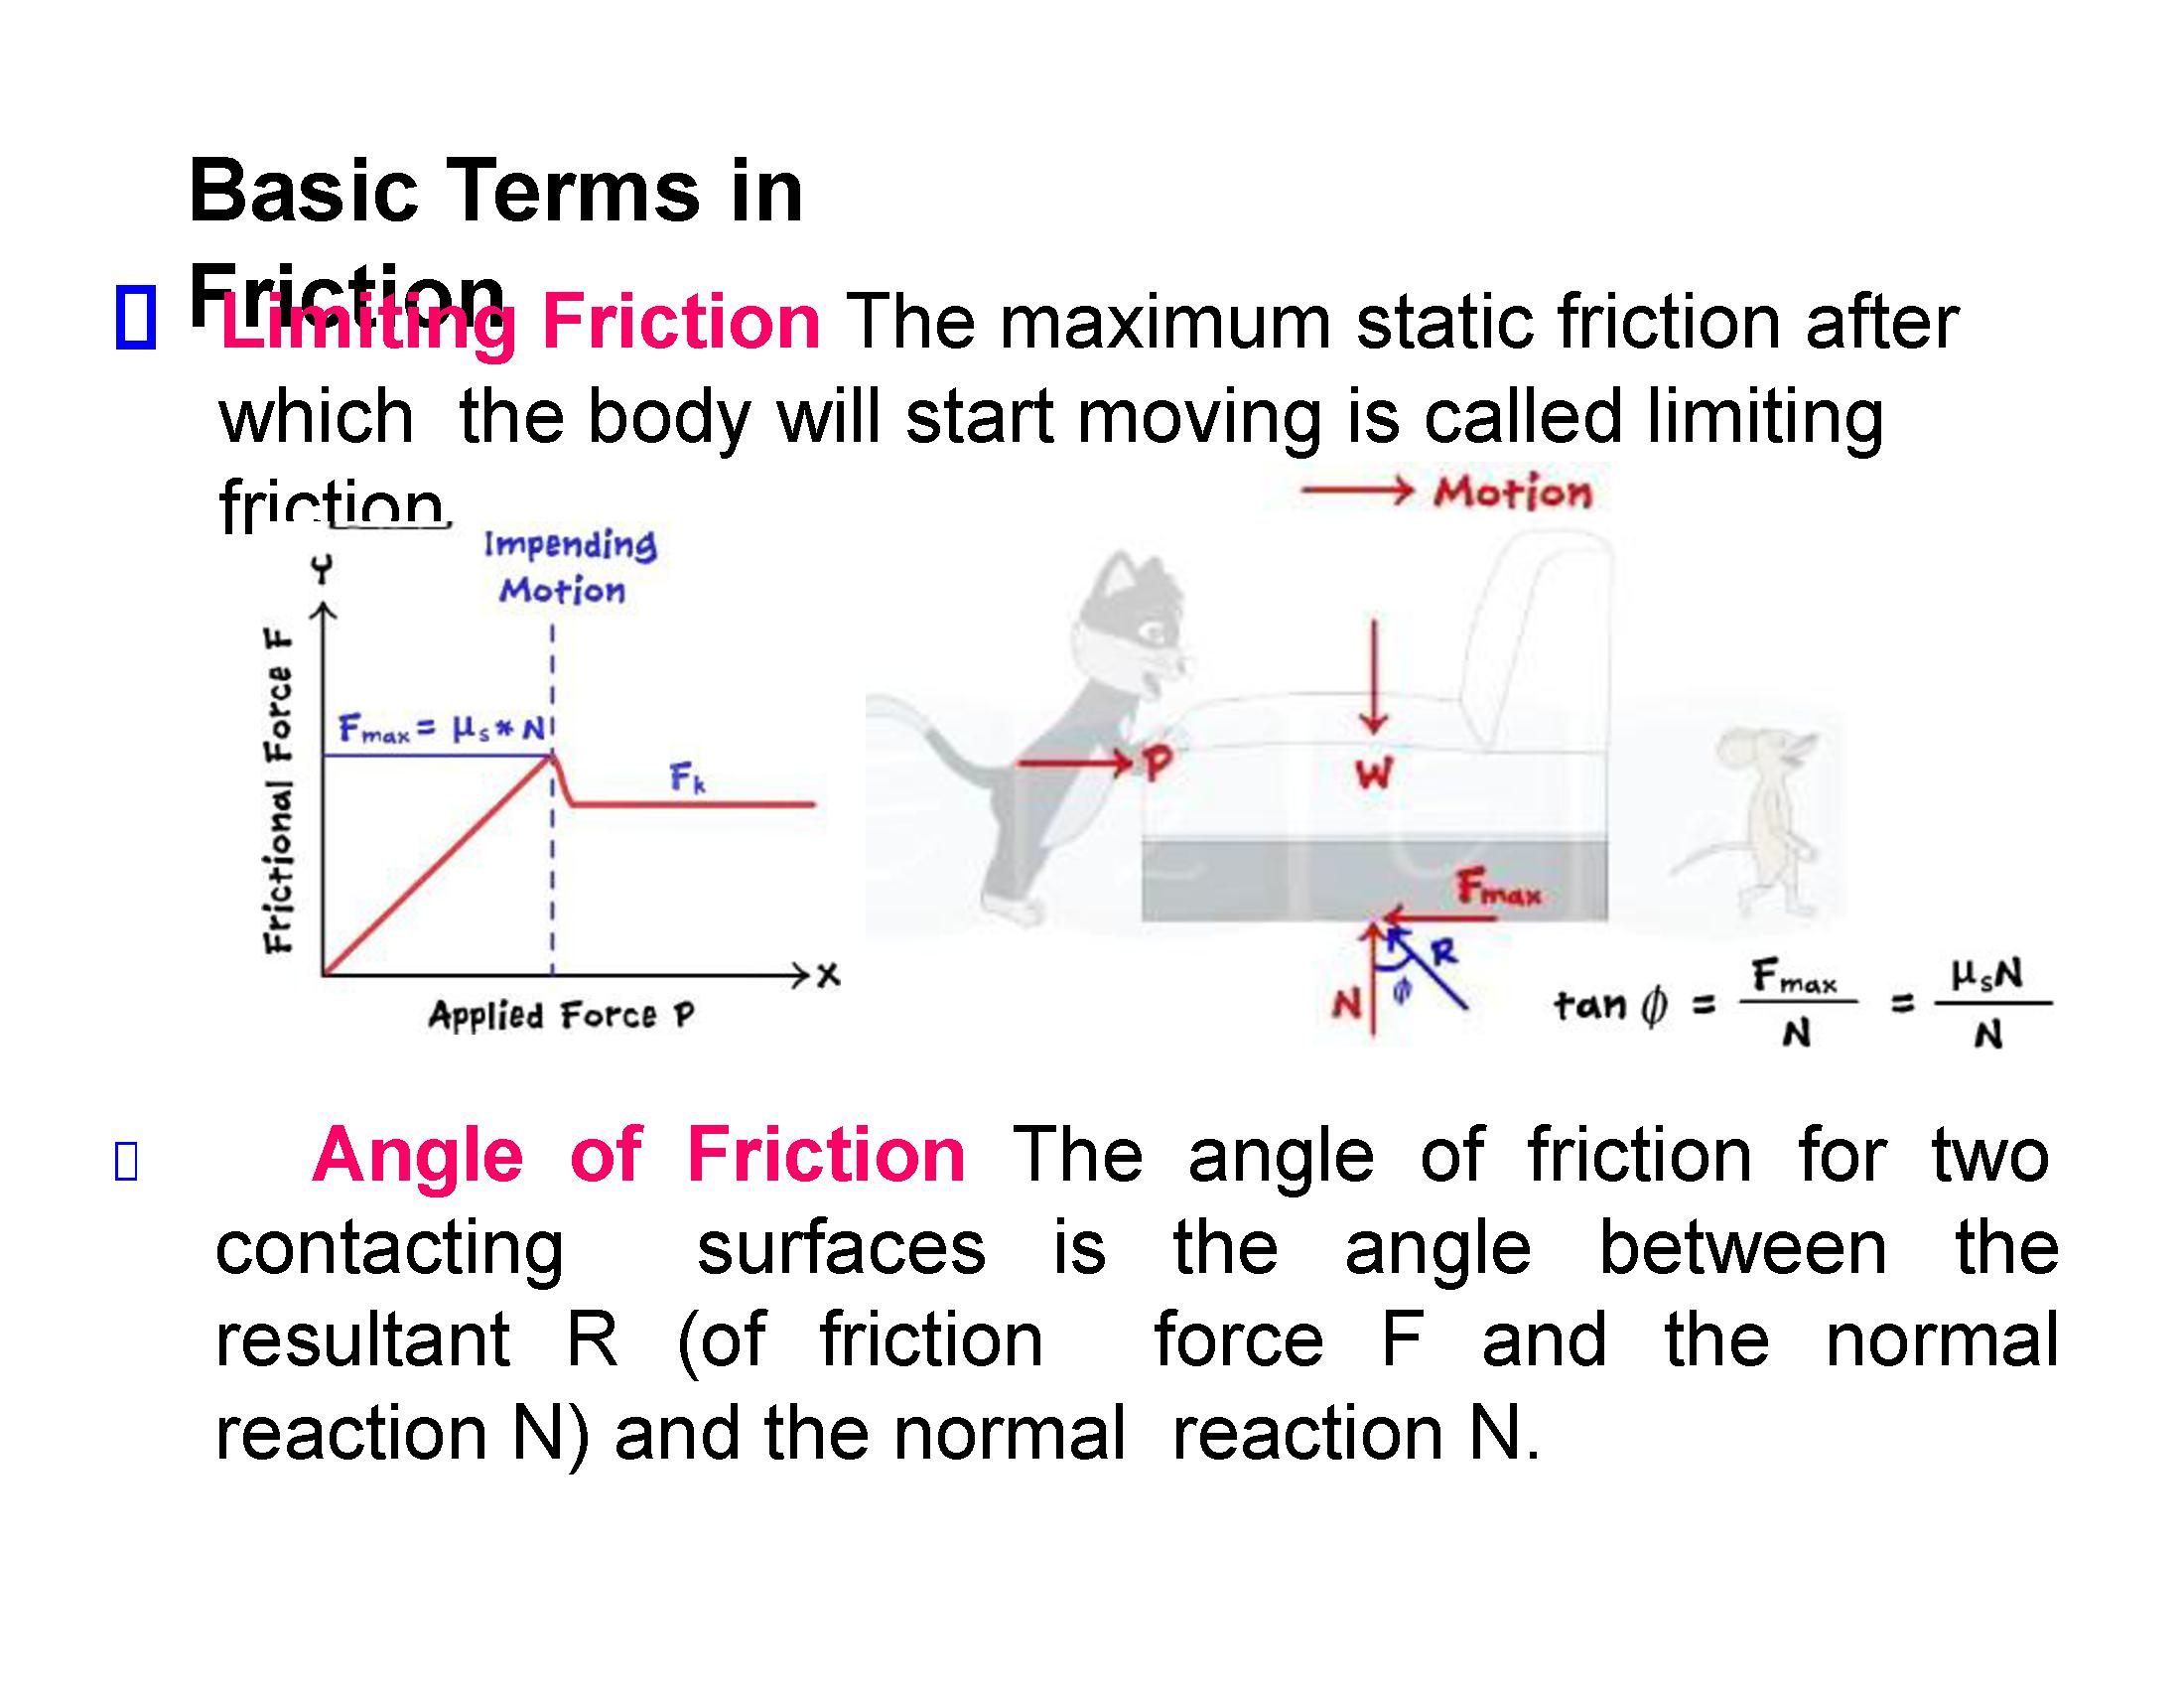 Basic Terms in
Friction
Limiting Friction The maximum static friction after
which the body will start moving is called limiting
friction.
Motion
Impending
Motion
Y
Frictional Force F
Fmax = μs * N
Fk
X
Applied Force P
P
W
Fmax
R
N
ϕ
tan ϕ = Fmax / N = μsN / N
Angle of Friction The angle of friction for two
contacting surfaces is the angle between the
resultant R (of friction force F and the normal
reaction N) and the normal reaction N.